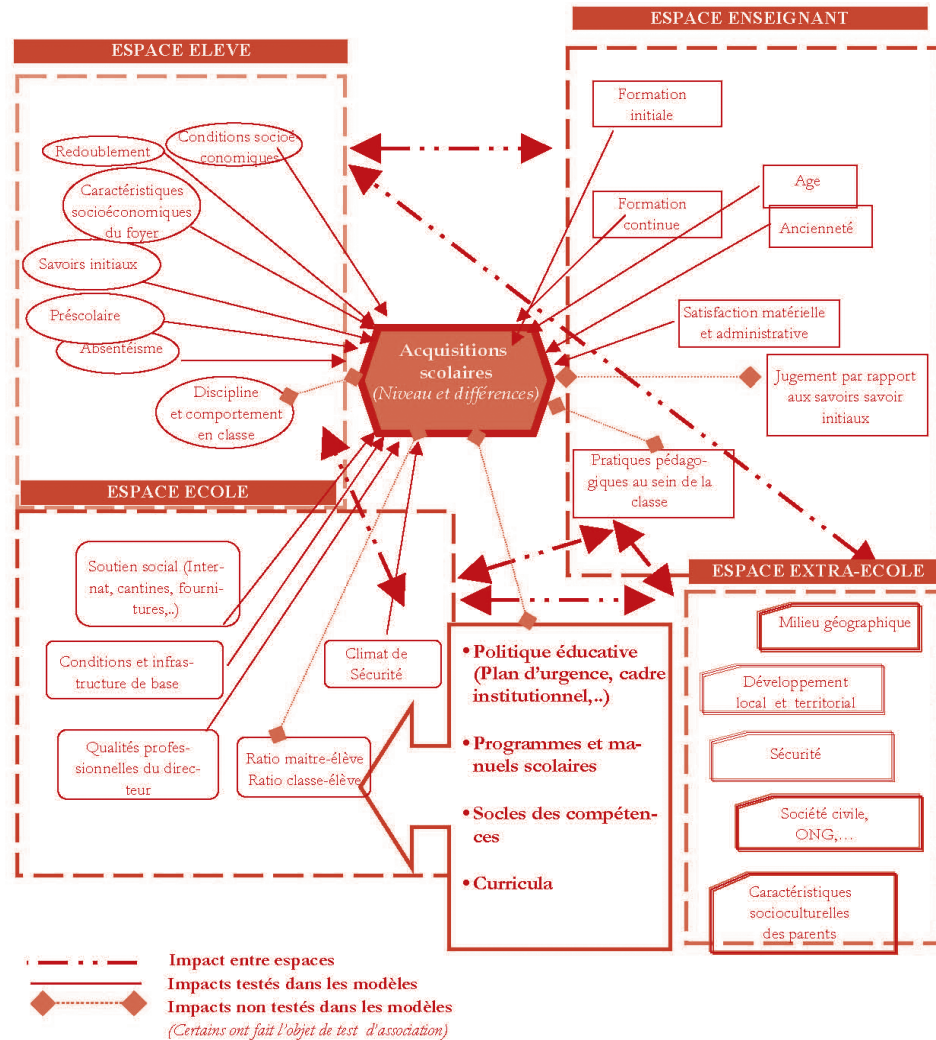 ESPACE ELEVE
Conditions socioé-
conomiques
Redoublement
Caractéristiques
socioéconomiques
du foyer
Savoirs initiaux
Préscolaire
Absentéisme
Discipline
et comportement
en classe
ESPACE ENSEIGNANT
Formation
initiale
Age
Formation
continue
Ancienneté
Satisfaction matérielle
et administrative
Jugement par rapport
aux savoirs savoir
initiaux
Pratiques pédago-
giques au sein de la
classe
Acquisitions
scolaires
(Niveau et différences)
ESPACE ECOLE
Soutien social (Inter-
nat, cantines, fourni-
tures,..)
Conditions et infras-
tructure de base
Qualités profes-
sionnelles du direc-
teur
Climat de
Sécurité
Ratio maitre-élève
Ratio classe-élève
• Politique éducative
(Plan d'urgence, cadre
institutionnel,..)
• Programmes et ma-
nuels scolaires
• Socles des compéten-
ces
• Curricula
ESPACE EXTRA-ECOLE
Milieu géographique
Développement
local et territorial
Sécurité
Société civile,
ONG,…
Caractéristiques
socioculturelles
des parents
Impact entre espaces
Impacts testés dans les modèles
Impacts non testés dans les modèles
(Certains ont fait l'objet de test d'association)